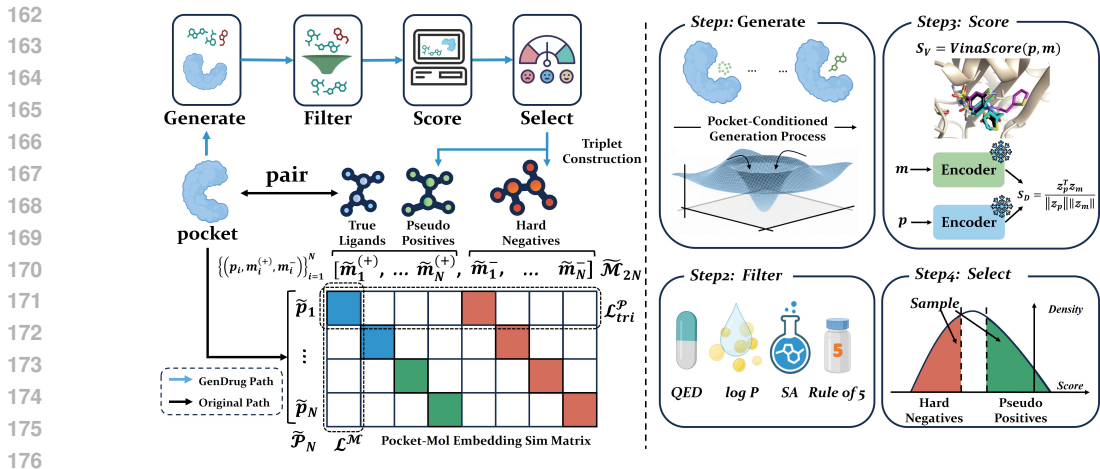 162
163
164
165
166
167
168
169
170
171
172
173
174
175
176
Generate
Filter
Score
Select
Triplet
Construction
pair
pocket
True
Ligands
Pseudo
Positives
Hard
Negatives
{(p_i, m_i^{(+)}, m_i^-)}_{i=1}^N
[m̃_1^{(+)}, ... m̃_N^{(+)}, m̃_1^-, ... m̃_N^-] M̃_{2N}
p̃_1
⋮
p̃_N
P̃_N
L_{tri}^P
L^M
Pocket-Mol Embedding Sim Matrix
GenDrug Path
Original Path
Step1: Generate
... ...
Pocket-Conditioned
Generation Process
Step2: Filter
5
QED
log P
SA
Rule of 5
Step3: Score
S_V = VinaScore(p, m)
m
Encoder
p
Encoder
S_D = \frac{z_p^T z_m}{||z_p|| ||z_m||}
Step4: Select
Sample
Density
Score
Hard
Negatives
Pseudo
Positives